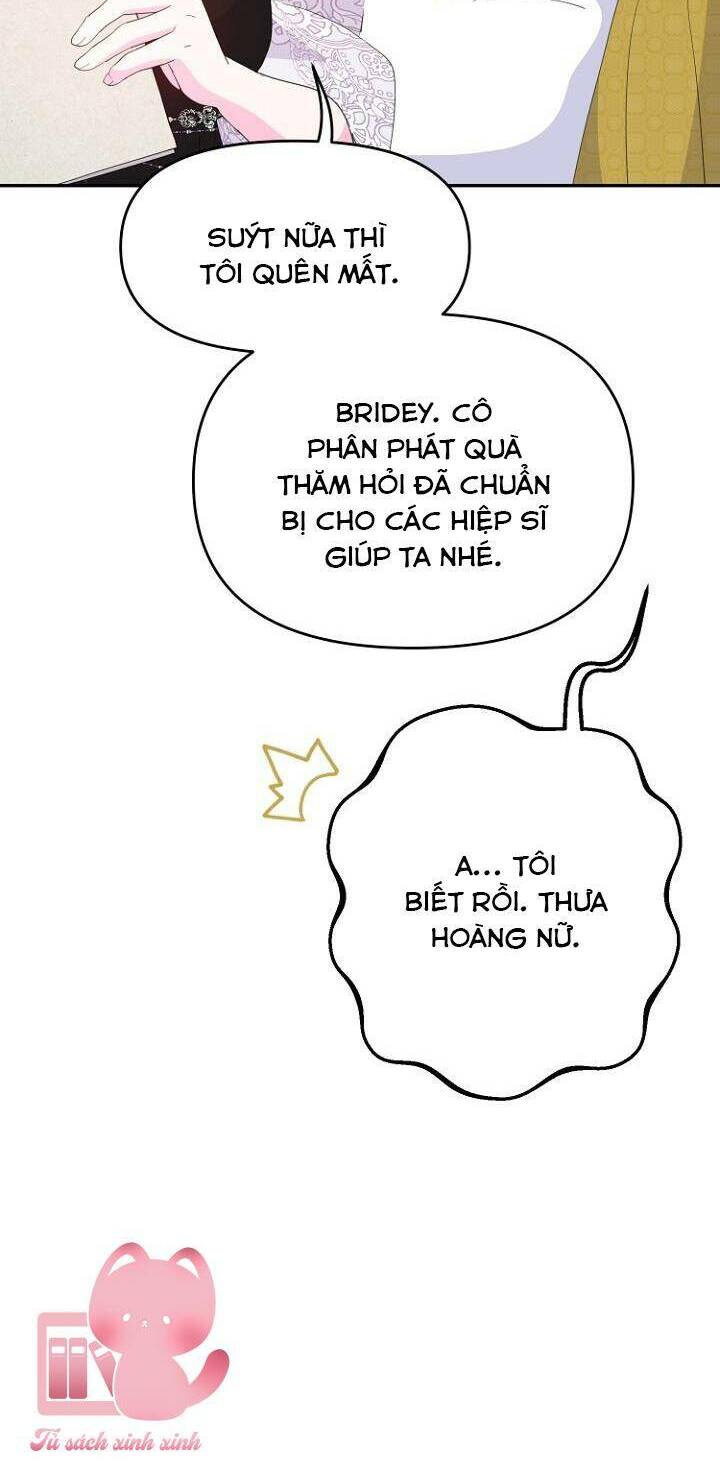 SUÝT NỮA THÌ
TÔI QUÊN MẤT.
BRIDEY. CÔ
PHÂN PHÁT QUÀ
THĂM HỎI ĐÃ CHUẨN
BỊ CHO CÁC HIỆP SĨ
GIÚP TA NHÉ.
A... TÔI
BIẾT RỒI. THƯA
HOÀNG NỮ.
Tủ sách xinh xinh